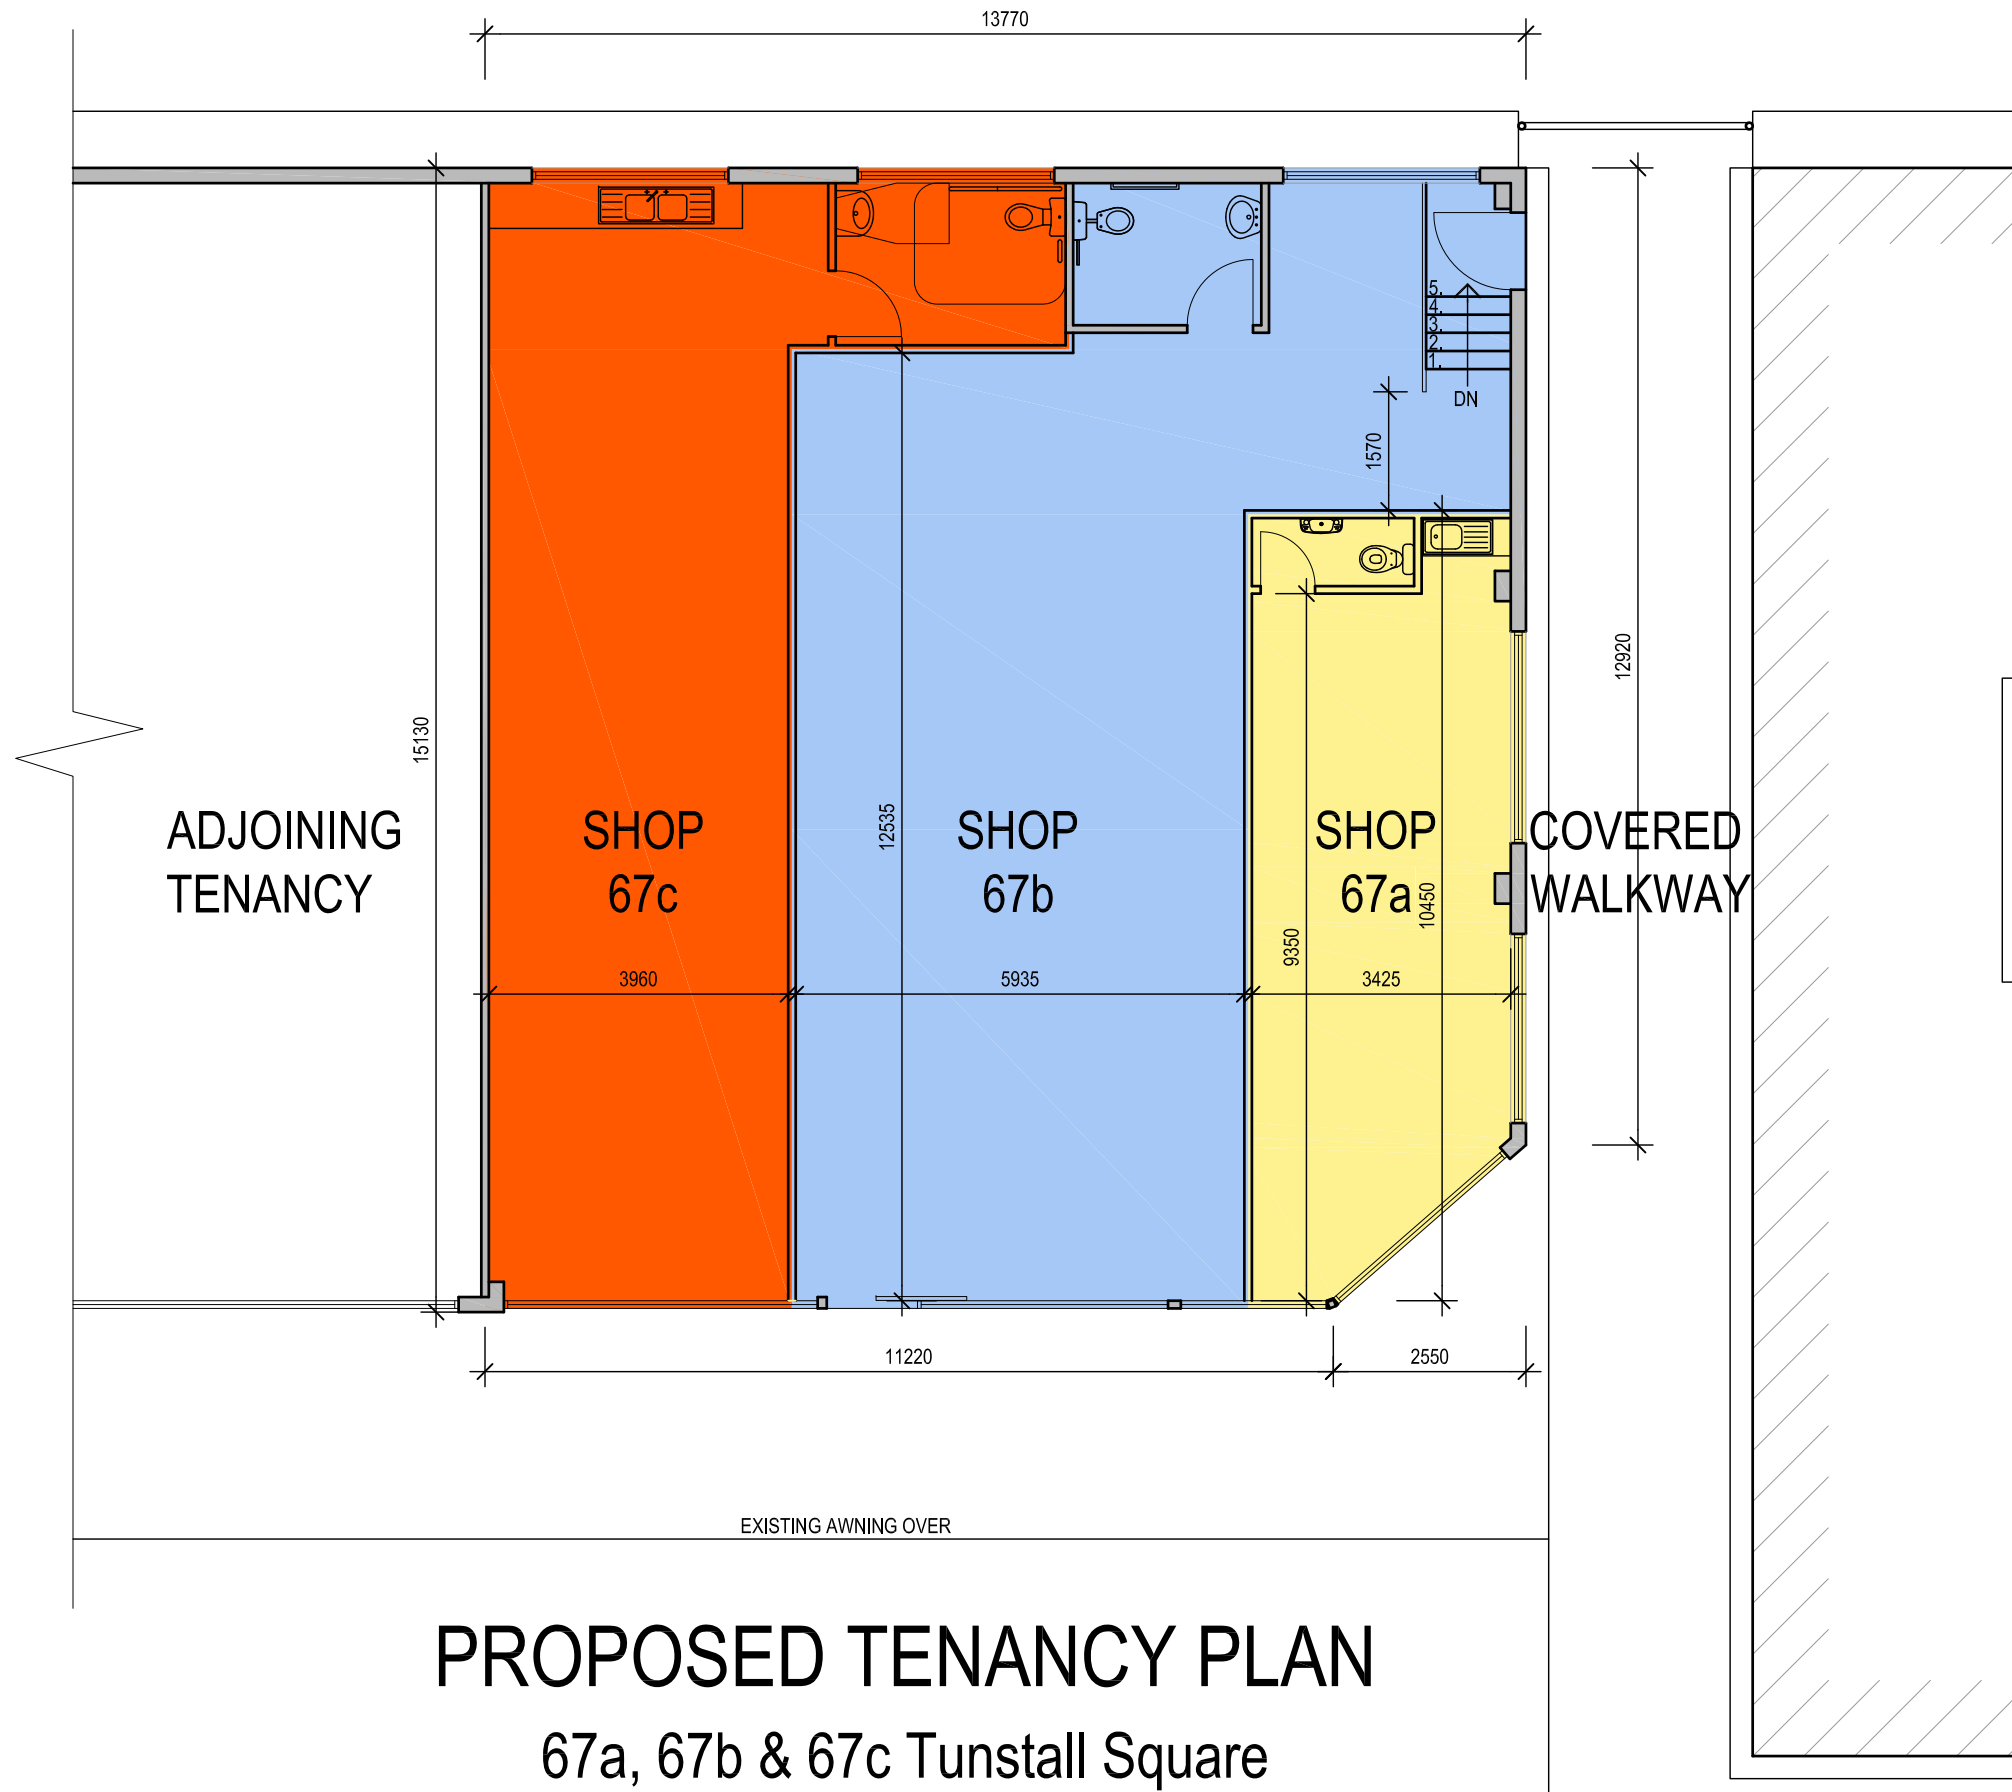 13770
5.
4.
3.
2.
1.
DN
1570
12920
15130
12535
ADJOINING
TENANCY
SHOP
67c
SHOP
67b
SHOP
67a
COVERED
WALKWAY
10450
9350
3960
5935
3425
11220
2550
EXISTING AWNING OVER
PROPOSED TENANCY PLAN
67a, 67b & 67c Tunstall Square